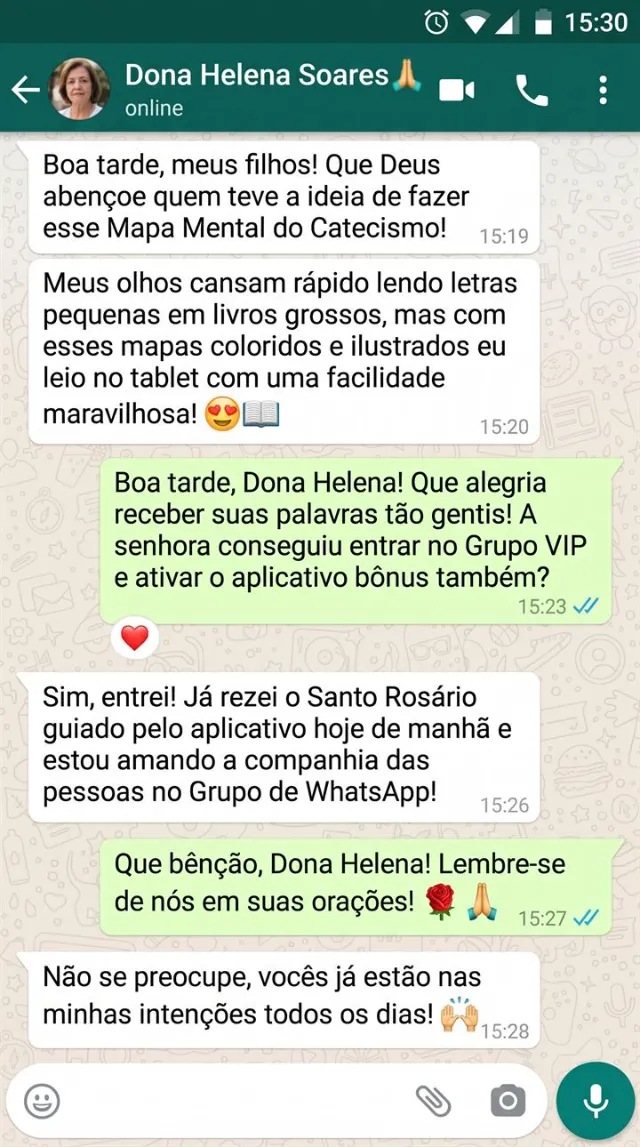 15:30
Dona Helena Soares🙏
online
Boa tarde, meus filhos! Que Deus
abençoe quem teve a ideia de fazer
esse Mapa Mental do Catecismo!
15:19
Meus olhos cansam rápido lendo letras
pequenas em livros grossos, mas com
esses mapas coloridos e ilustrados eu
leio no tablet com uma facilidade
maravilhosa! 😍📖
15:20
Boa tarde, Dona Helena! Que alegria
receber suas palavras tão gentis! A
senhora conseguiu entrar no Grupo VIP
e ativar o aplicativo bônus também?
15:23
Sim, entrei! Já rezei o Santo Rosário
guiado pelo aplicativo hoje de manhã e
estou amando a companhia das
pessoas no Grupo de WhatsApp!
15:26
Que bênção, Dona Helena! Lembre-se
de nós em suas orações! 🌹🙏
15:27
Não se preocupe, vocês já estão nas
minhas intenções todos os dias! 🙌
15:28